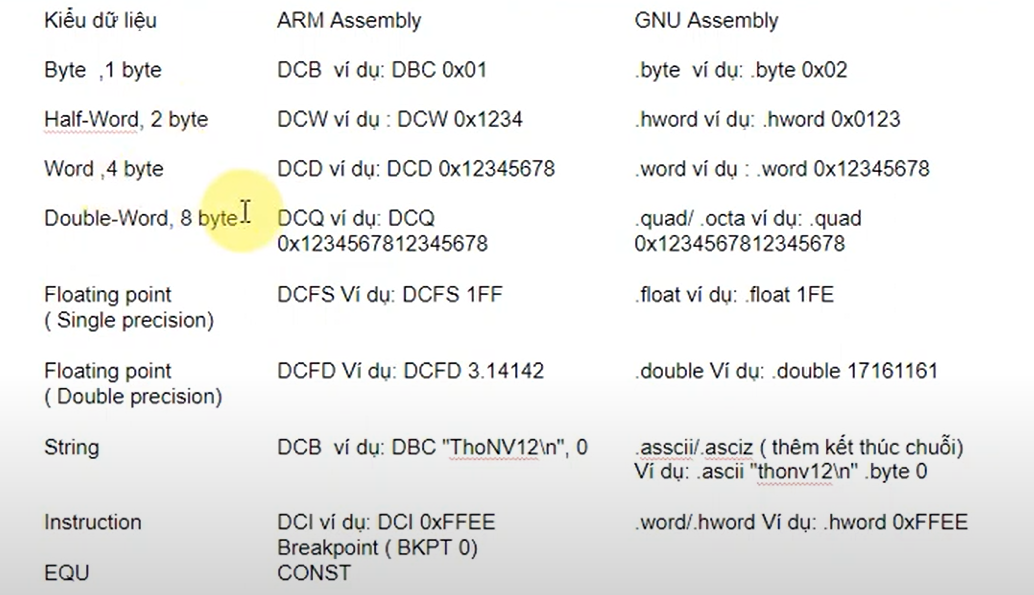 Kiểu dữ liệu ARM Assembly GNU Assembly
Byte ,1 byte DCB ví dụ: DBC 0x01 .byte ví dụ: .byte 0x02
Half-Word, 2 byte DCW ví dụ : DCW 0x1234 .hword ví dụ: .hword 0x0123
Word ,4 byte DCD ví dụ: DCD 0x12345678 .word ví dụ : .word 0x12345678
Double-Word, 8 byte DCQ ví dụ: DCQ .quad/ .octa ví dụ: .quad
0x1234567812345678 0x1234567812345678
Floating point DCFS Ví dụ: DCFS 1FF .float ví dụ: .float 1FE
( Single precision)
Floating point DCFD Ví dụ: DCFD 3.14142 .double Ví dụ: .double 17161161
( Double precision)
String DCB ví dụ: DBC "ThoNV12\n", 0 .asscii/.asciz ( thêm kết thúc chuỗi)
Ví dụ: .ascii "thonv12\n" .byte 0
Instruction DCI ví dụ: DCI 0xFFEE .word/.hword Ví dụ: .hword 0xFFEE
Breakpoint ( BKPT 0)
EQU CONST